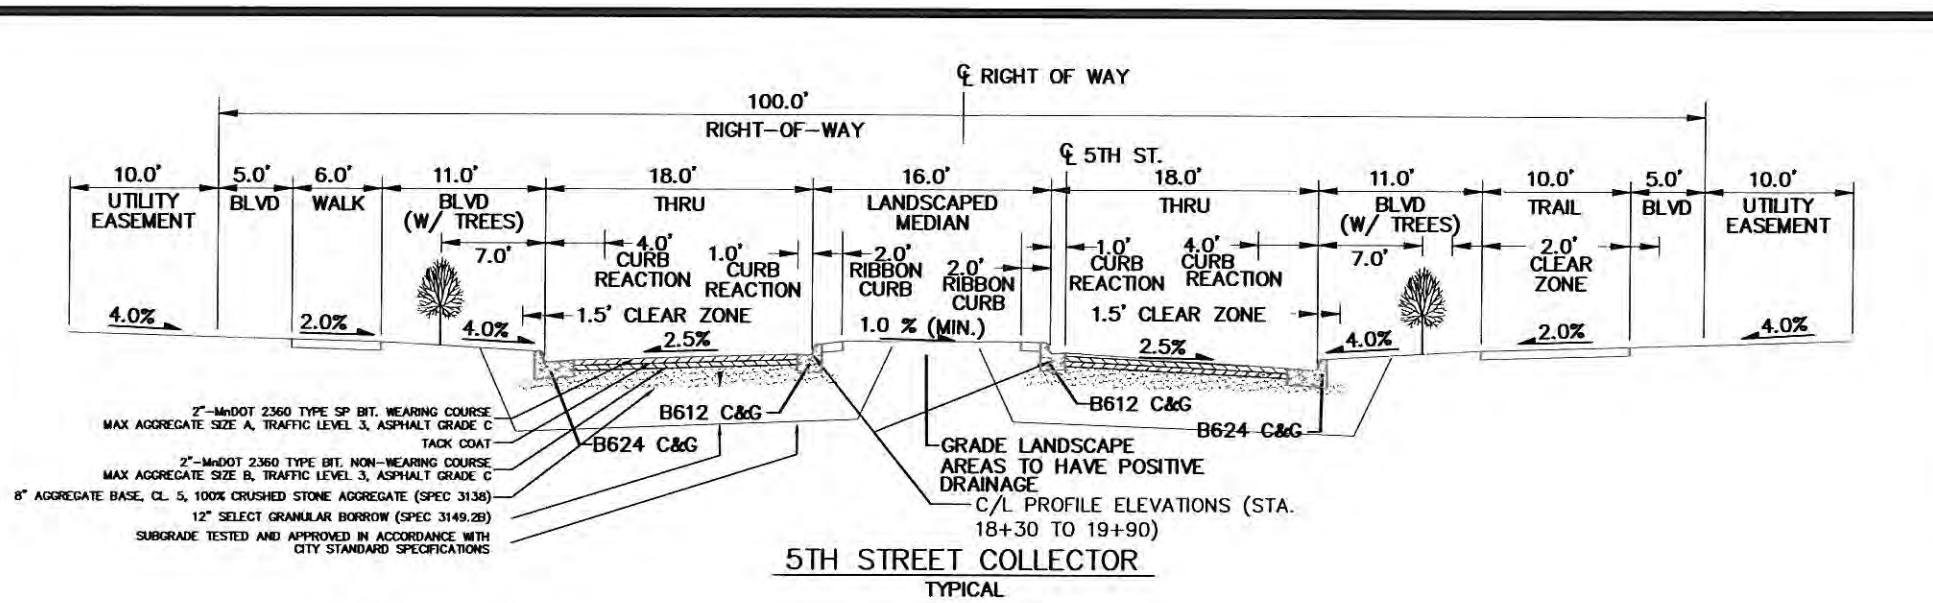 ℄ RIGHT OF WAY
100.0'
RIGHT-OF-WAY
℄ 5TH ST.
10.0' 5.0' 6.0' 11.0' 18.0' 16.0' 18.0' 11.0' 10.0' 5.0' 10.0'
UTILITY EASEMENT
BLVD
WALK
BLVD
(W/ TREES)
THRU
LANDSCAPED
MEDIAN
THRU
BLVD
(W/ TREES)
TRAIL
BLVD
UTILITY
EASEMENT
7.0'
4.0'
CURB
REACTION
1.0'
CURB
REACTION
2.0'
RIBBON
CURB
2.0'
RIBBON
CURB
1.0'
CURB
REACTION
4.0'
CURB
REACTION
7.0'
2.0'
CLEAR
ZONE
1.5' CLEAR ZONE
1.5' CLEAR ZONE
4.0%
2.0%
4.0%
2.5%
1.0 % (MIN.)
2.5%
4.0%
2.0%
4.0%
2"-MnDOT 2360 TYPE SP BIT. WEARING COURSE
MAX AGGREGATE SIZE A, TRAFFIC LEVEL 3, ASPHALT GRADE C
TACK COAT
2"-MnDOT 2360 TYPE BIT. NON-WEARING COURSE
MAX AGGREGATE SIZE B, TRAFFIC LEVEL 3, ASPHALT GRADE C
8" AGGREGATE BASE, CL. 5, 100% CRUSHED STONE AGGREGATE (SPEC 3138)
12" SELECT GRANULAR BORROW (SPEC 3149.2B)
SUBGRADE TESTED AND APPROVED IN ACCORDANCE WITH
CITY STANDARD SPECIFICATIONS
B624 C&G
B612 C&G
B612 C&G
B624 C&G
GRADE LANDSCAPE
AREAS TO HAVE POSITIVE
DRAINAGE
C/L PROFILE ELEVATIONS (STA.
18+30 TO 19+90)
5TH STREET COLLECTOR
TYPICAL